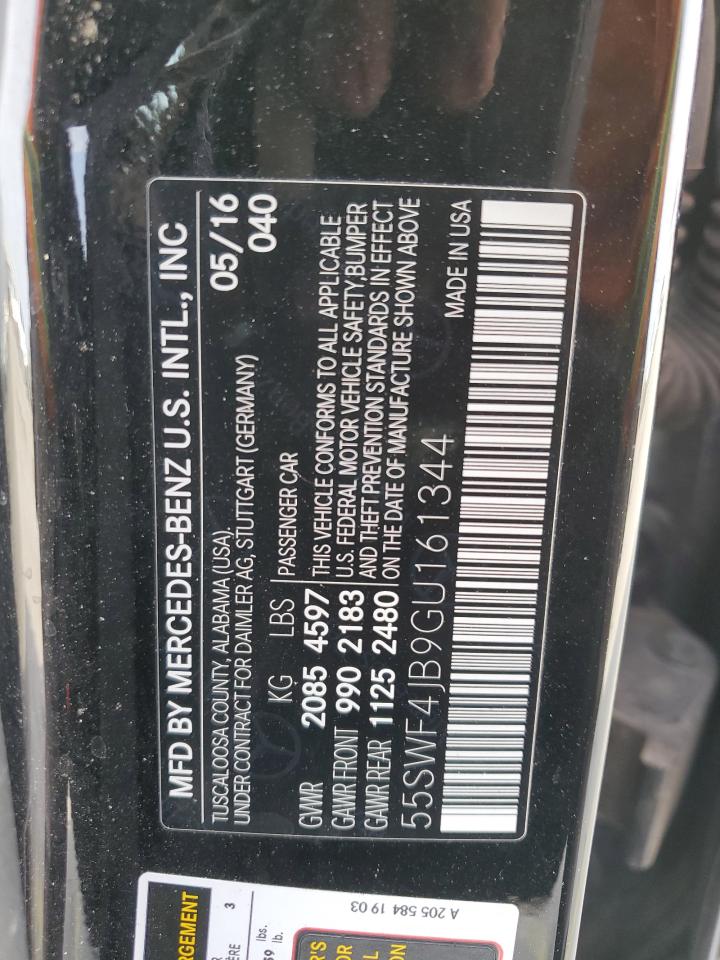 MFD BY MERCEDES-BENZ U.S. INTL., INC
TUSCALOOSA COUNTY, ALABAMA (USA), 05/16
UNDER CONTRACT FOR DAIMLER AG, STUTTGART (GERMANY) 040
KG LBS PASSENGER CAR
GVWR 2085 4597 THIS VEHICLE CONFORMS TO ALL APPLICABLE
GAWR FRONT 990 2183 U.S. FEDERAL MOTOR VEHICLE SAFETY,BUMPER
GAWR REAR 1125 2480 AND THEFT PREVENTION STANDARDS IN EFFECT
ON THE DATE OF MANUFACTURE SHOWN ABOVE
55SWF4JB9GU161344 MADE IN USA
3
lbs.
lb.
A 205 584 19 03